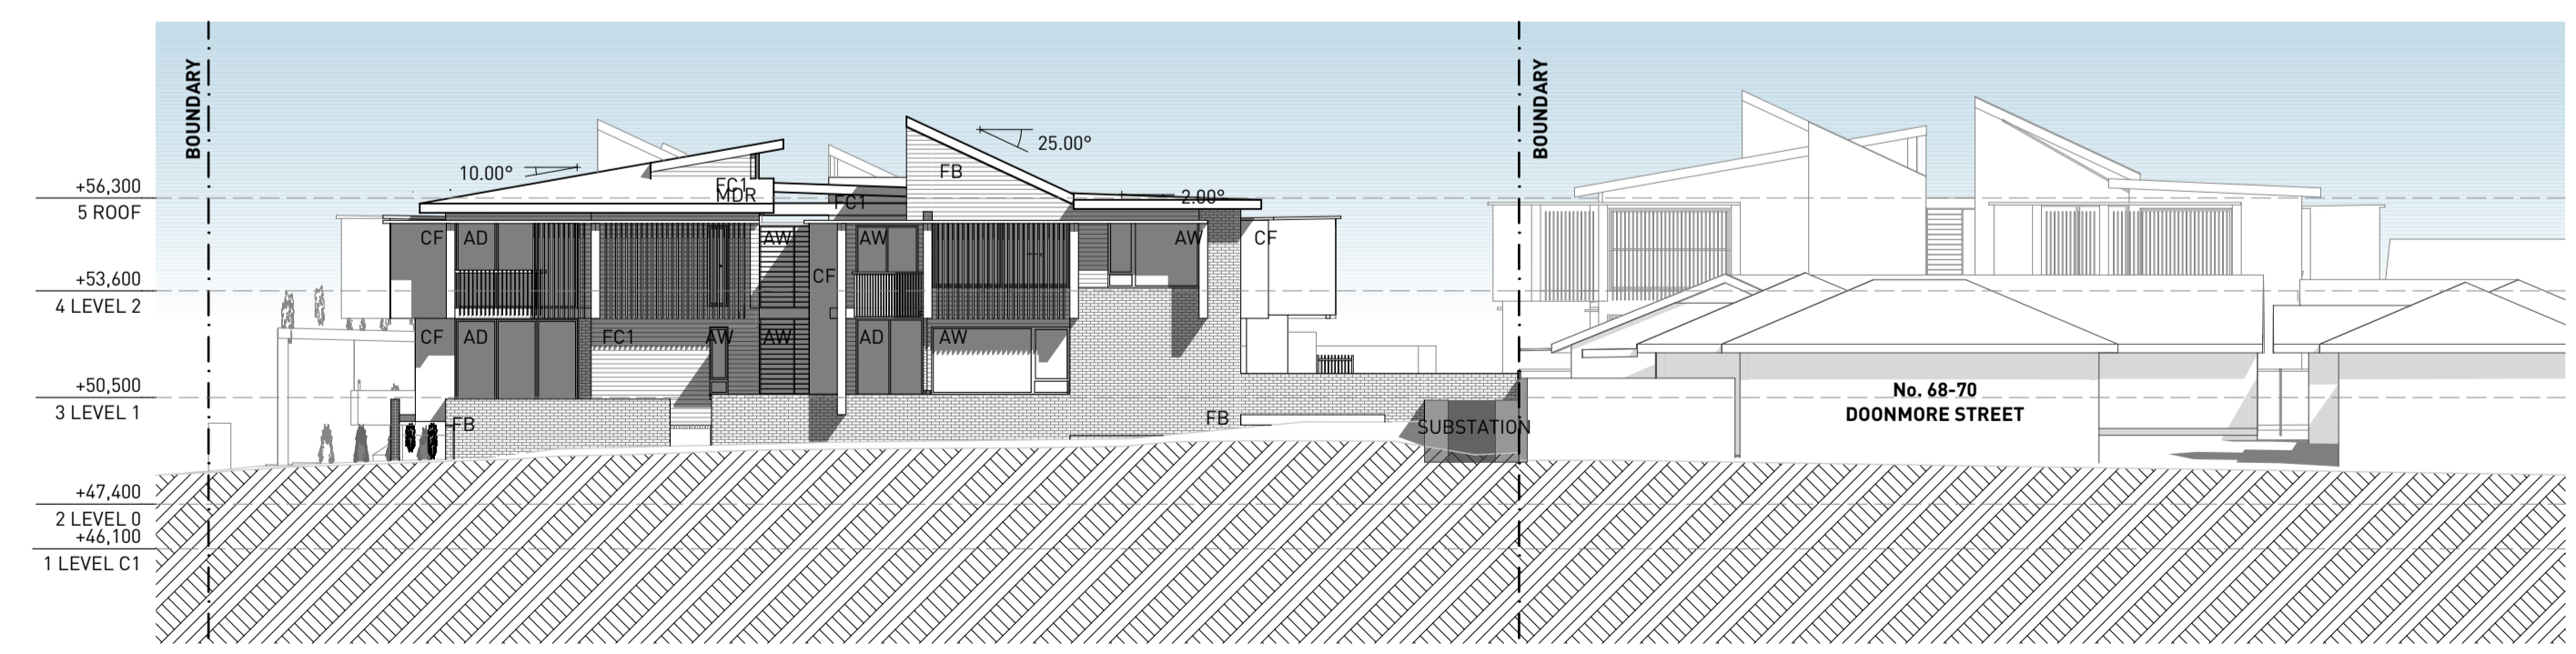 BOUNDARY
BOUNDARY
10.00°
25.00°
2.00°
+56,300
5 ROOF
FC1
MDR
FC1
FB
CF
AD
AW
AW
AW
CF
CF
+53,600
4 LEVEL 2
CF
AD
FC1
AW
AW
AD
AW
+50,500
3 LEVEL 1
FB
FB
SUBSTATION
No. 68-70
DOONMORE STREET
+47,400
2 LEVEL 0
+46,100
1 LEVEL C1